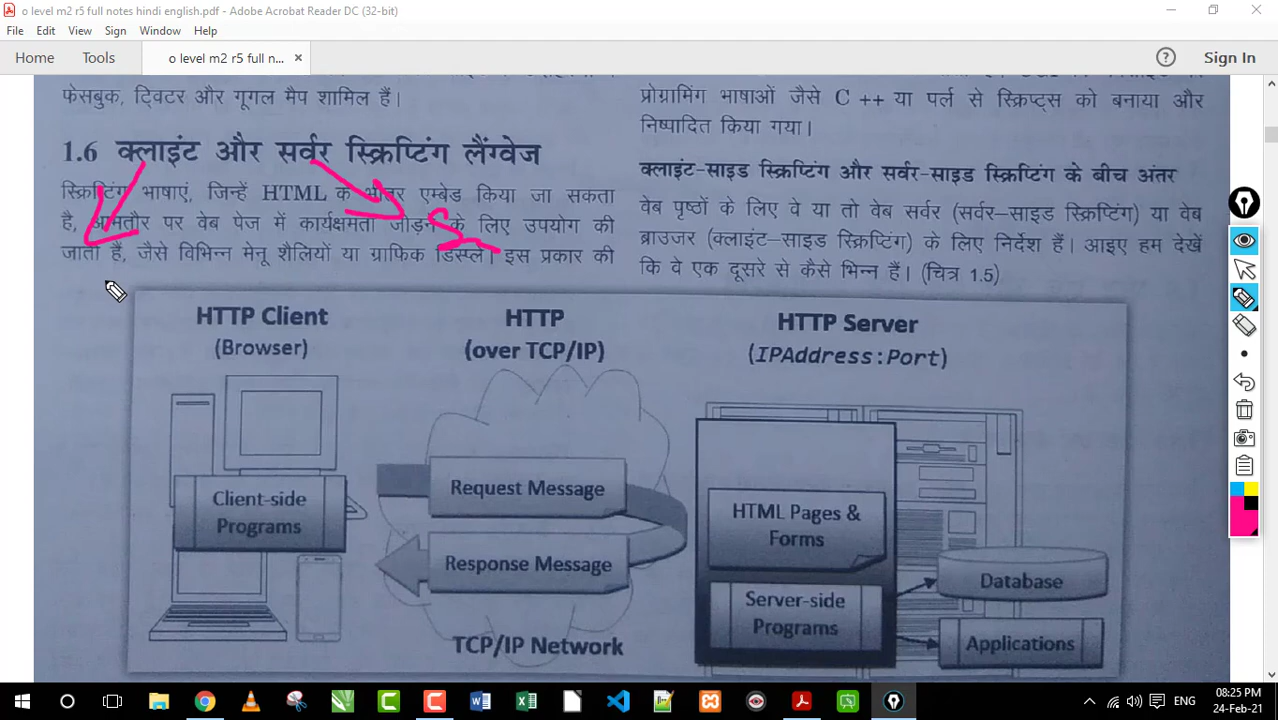 o level m2 r5 full notes hindi english.pdf - Adobe Acrobat Reader DC (32-bit)
File Edit View Sign Window Help
Home Tools o level m2 r5 full n... × Sign In
फेसबुक, ट्विटर और गूगल मैप शामिल हैं।
1.6 क्लाइंट और सर्वर स्क्रिप्टिंग लैंग्वेज
स्क्रिप्टिंग भाषाएं, जिन्हें HTML के भीतर एम्बेड किया जा सकता
है, आमतौर पर वेब पेज में कार्यक्षमता जोड़ने के लिए उपयोग की
जाती है, जैसे विभिन्न मेनू शैलियों या ग्राफिक डिस्प्ले। इस प्रकार की
प्रोग्रामिंग भाषाओं जैसे C ++ या पर्ल से स्क्रिप्ट्स को बनाया और
निष्पादित किया गया।
क्लाइंट-साइड स्क्रिप्टिंग और सर्वर-साइड स्क्रिप्टिंग के बीच अंतर
वेब पृष्ठों के लिए वे या तो वेब सर्वर (सर्वर-साइड स्क्रिप्टिंग) या वेब
ब्राउजर (क्लाइंट-साइड स्क्रिप्टिंग) के लिए निर्देश हैं। आइए हम देखें
कि वे एक दूसरे से कैसे भिन्न हैं। (चित्र 1.5)
HTTP Client
(Browser)
HTTP
(over TCP/IP)
HTTP Server
(IPAddress:Port)
Client-side
Programs
Request Message
Response Message
TCP/IP Network
HTML Pages &
Forms
Server-side
Programs
Database
Applications
ENG
08:25 PM
24-Feb-21